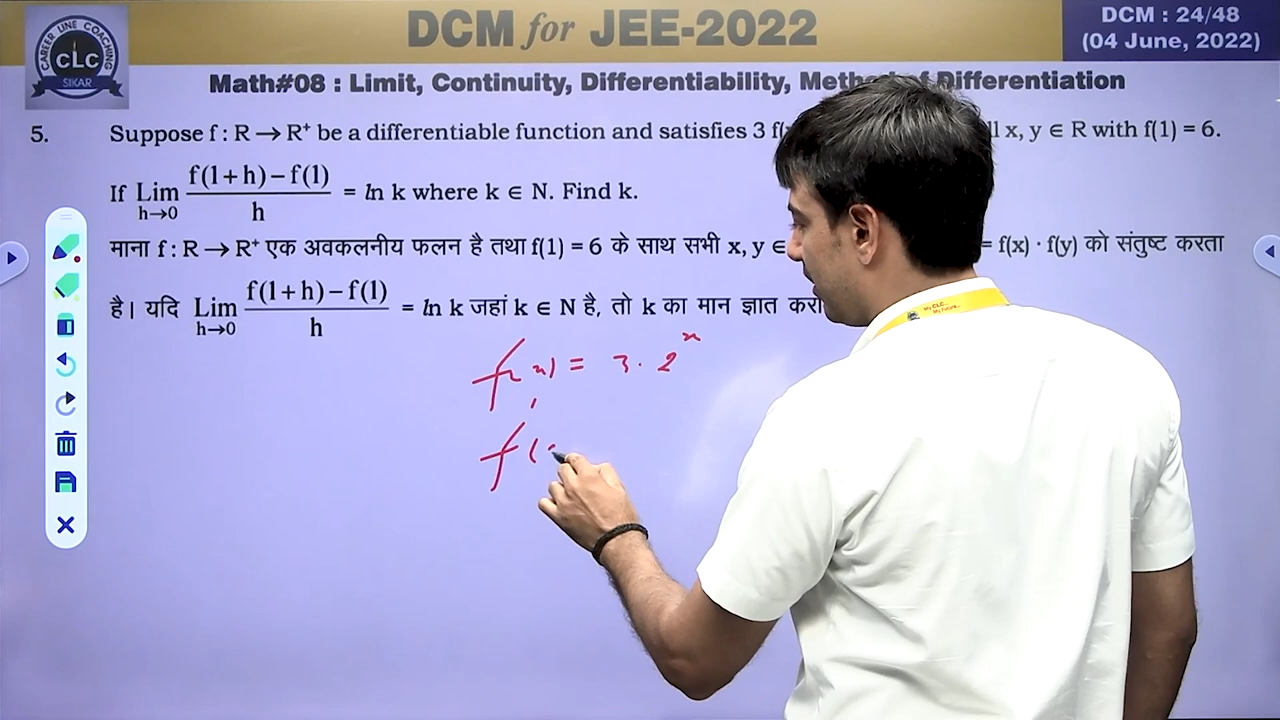 DCM for JEE-2022
DCM : 24/48
(04 June, 2022)
CAREER LINE COACHING
CLC
SIKAR
Math#08 : Limit, Continuity, Differentiability, Method of Differentiation
5. Suppose f : R → R⁺ be a differentiable function and satisfies 3 f( x, y ∈ R with f(1) = 6.
If Lim h→0 f(1+h)−f(1) / h = ln k where k ∈ N. Find k.
माना f : R → R⁺ एक अवकलनीय फलन है तथा f(1) = 6 के साथ सभी x, y ∈ = f(x) · f(y) को संतुष्ट करता
है। यदि Lim h→0 f(1+h)−f(1) / h = ln k जहां k ∈ N है, तो k का मान ज्ञात करो
f(x) = 3 · 2ˣ
f'(